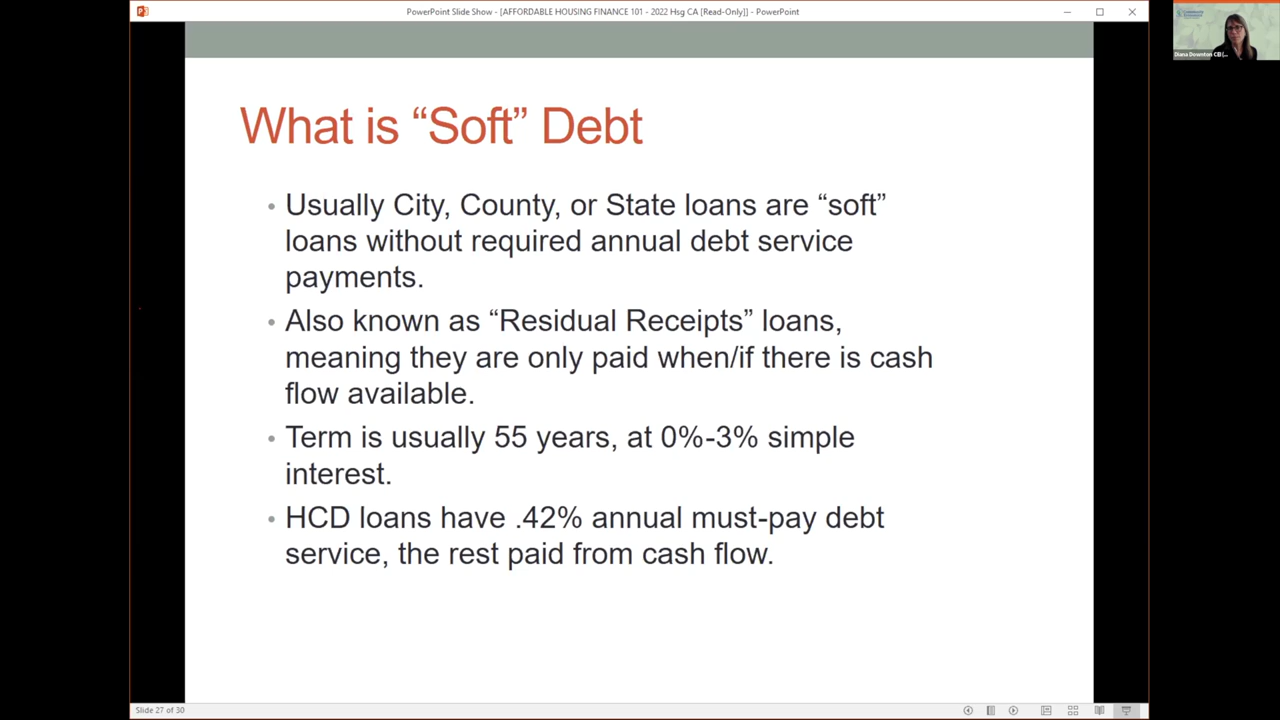 PowerPoint Slide Show - [AFFORDABLE HOUSING FINANCE 101 - 2022 Hsg CA [Read-Only]] - PowerPoint
What is “Soft” Debt
• Usually City, County, or State loans are “soft”
loans without required annual debt service
payments.
• Also known as “Residual Receipts” loans,
meaning they are only paid when/if there is cash
flow available.
• Term is usually 55 years, at 0%-3% simple
interest.
• HCD loans have .42% annual must-pay debt
service, the rest paid from cash flow.
Slide 27 of 30
Diana Downton